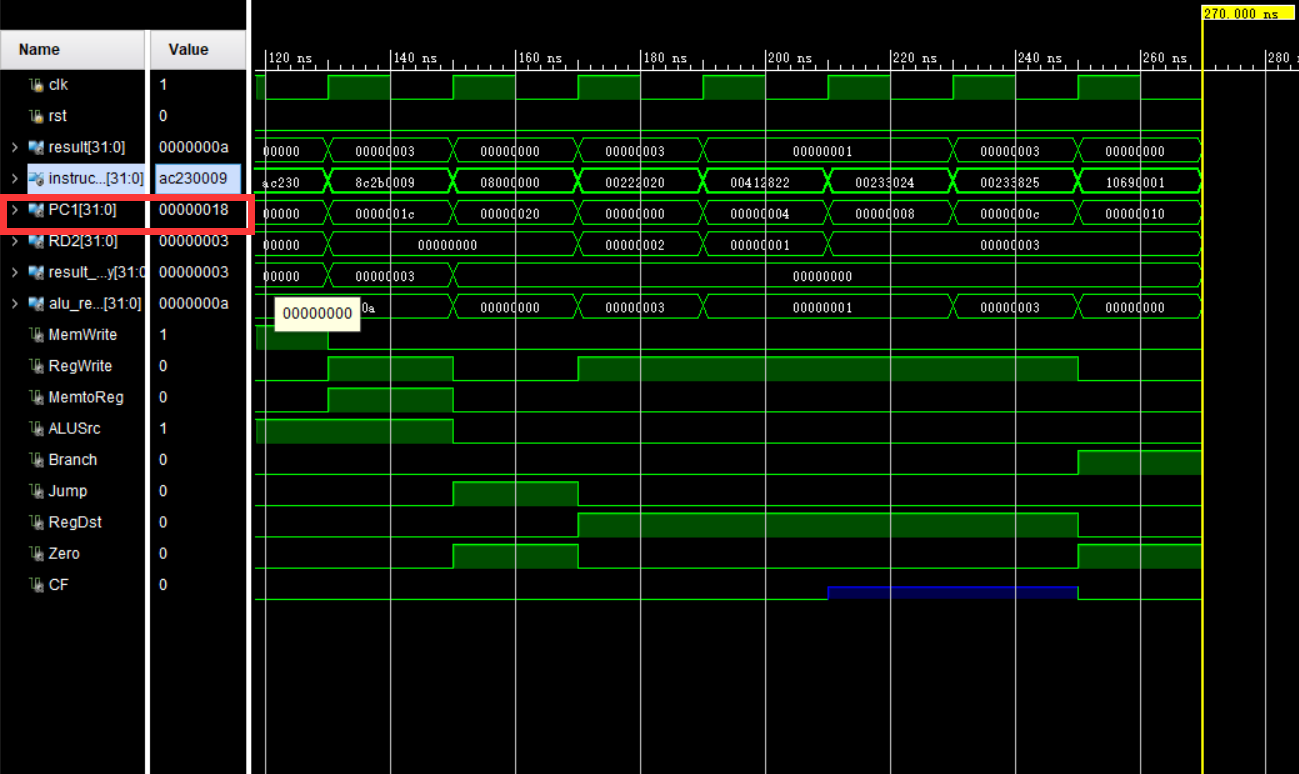 270.000 ns
Name Value
120 ns 140 ns 160 ns 180 ns 200 ns 220 ns 240 ns 260 ns 280
clk 1
rst 0
result[31:0] 0000000a 00000 00000003 00000000 00000003 00000001 00000003 00000000
instruc...[31:0] ac230009 ac230 8c2b0009 08000000 00222020 00412822 00233024 00233825 10690001
PC1[31:0] 00000018 00000 0000001c 00000020 00000000 00000004 00000008 0000000c 00000010
RD2[31:0] 00000003 00000 00000000 00000002 00000001 00000003
result_...y[31:0 00000003 00000 00000003 00000000
alu_re...[31:0] 0000000a 00000000 0a 00000000 00000003 00000001 00000003 00000000
MemWrite 1
RegWrite 0
MemtoReg 0
ALUSrc 1
Branch 0
Jump 0
RegDst 0
Zero 0
CF 0